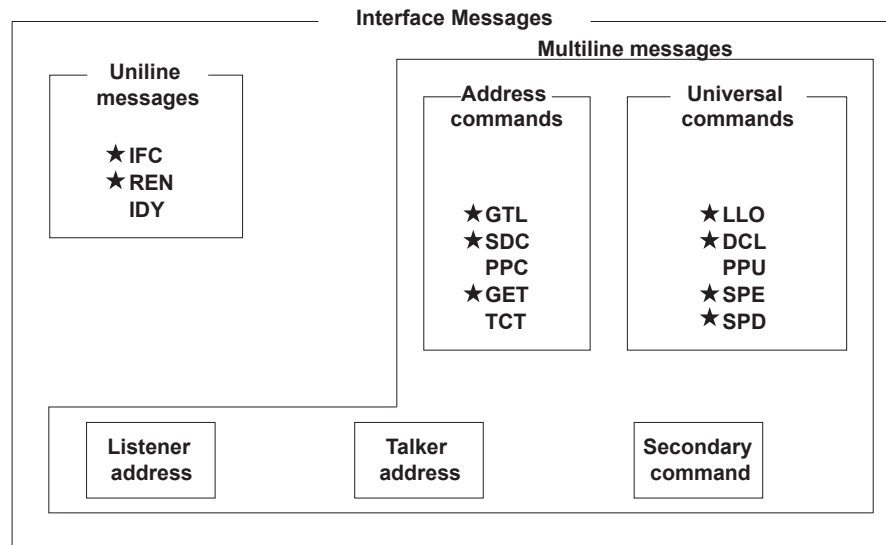 Interface Messages
Multiline messages
Uniline
messages
★ IFC
★ REN
IDY
Address
commands
★ GTL
★ SDC
PPC
★ GET
TCT
Universal
commands
★ LLO
★ DCL
PPU
★ SPE
★ SPD
Listener
address
Talker
address
Secondary
command